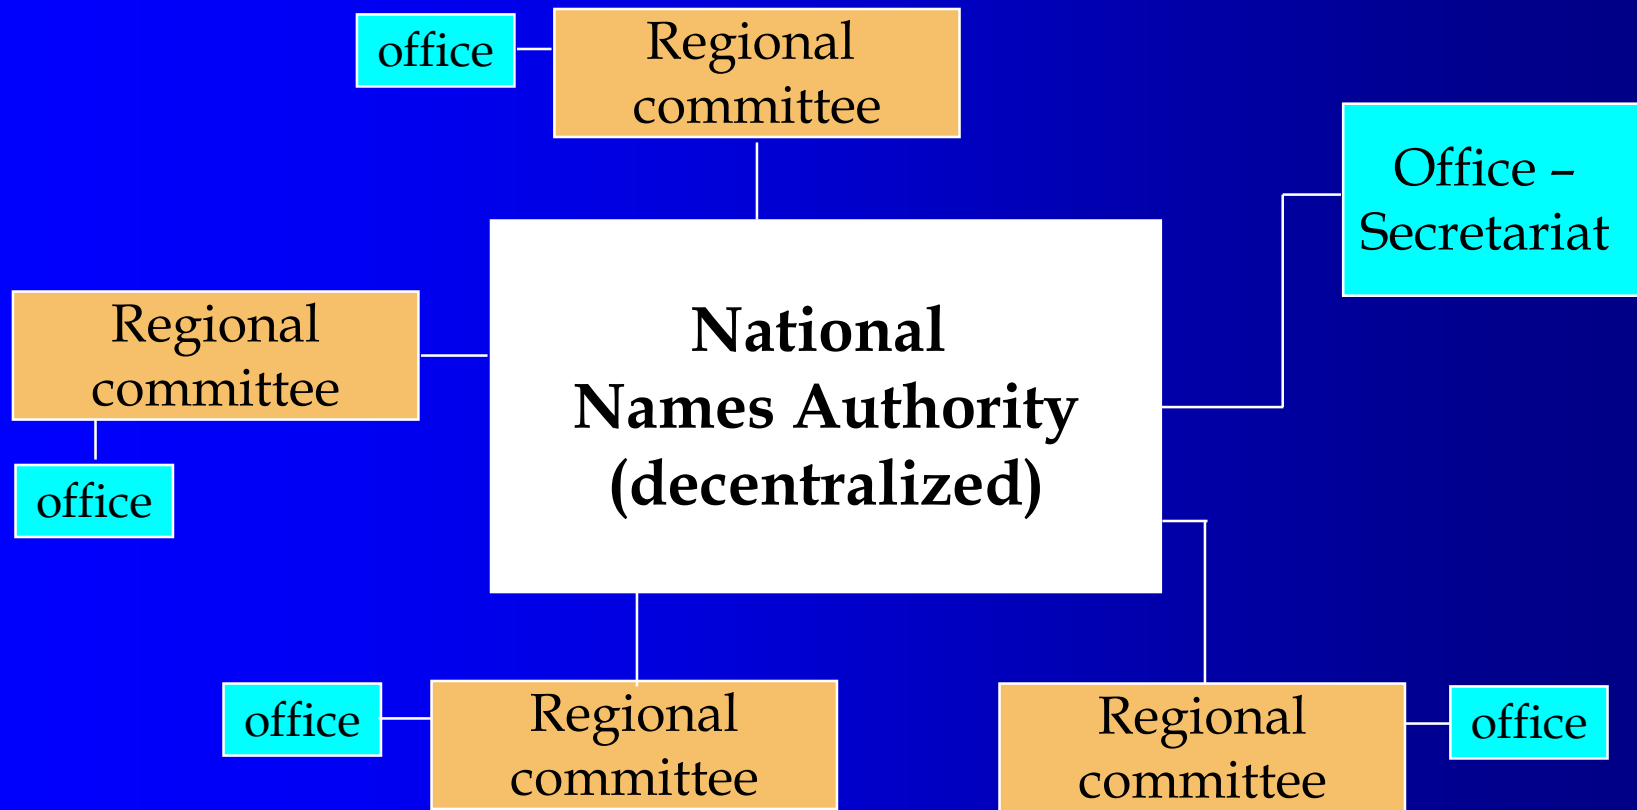 office
Regional
committee
Office –
Secretariat
Regional
committee
office
National
Names Authority
(decentralized)
office
Regional
committee
Regional
committee
office